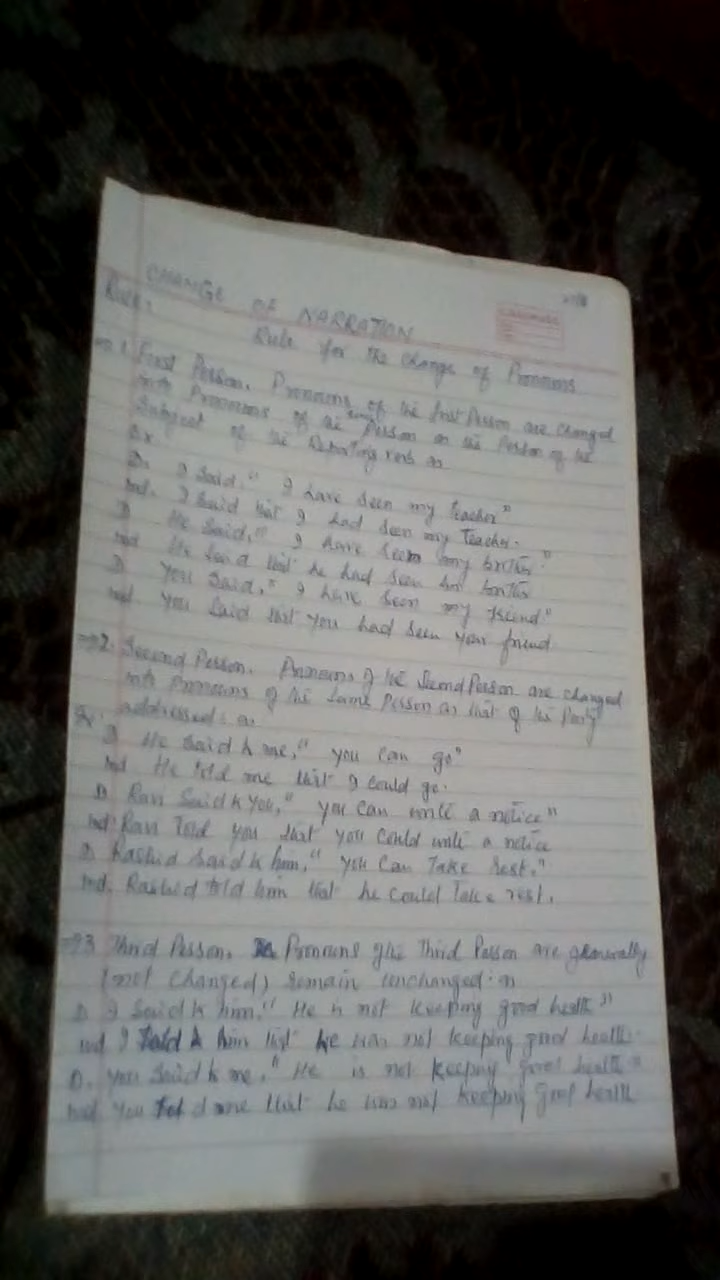 CHANGE OF NARRATION
Rule:
Rule for the change of Pronouns
⇒1. First Person. Pronouns of the first Person are changed
into Pronouns of the same Person as the Person of the
Subject of the Reporting verb as
Ex.
D. I Said, "I have seen my teacher"
Ind. I Said that I had seen my teacher.
D He Said, "I have seen my brother"
Ind He Said that he had seen his brother
D You Said, "I have seen my friend"
Ind You Said that you had seen your friend
⇒2. Second Person. Pronouns of the Second Person are changed
into Pronouns of the same Person as that of the Party
addressed: as
Ex.
D He Said to me, "you can go"
Ind He told me that I could go.
D Ravi Said to you, "you can write a notice"
Ind: Ravi Told you that you could write a notice
D Rashid Said to him, "you Can Take Rest."
Ind. Rashid told him that he could Take rest.
⇒3 Third Person. Pronouns of the Third Person are generally
(not changed) remain unchanged: as
D. I Said to him, "He is not keeping good health"
Ind I told him that he was not keeping good health.
D. You Said to me, "He is not keeping good health"
Ind You told me that he was not keeping good health